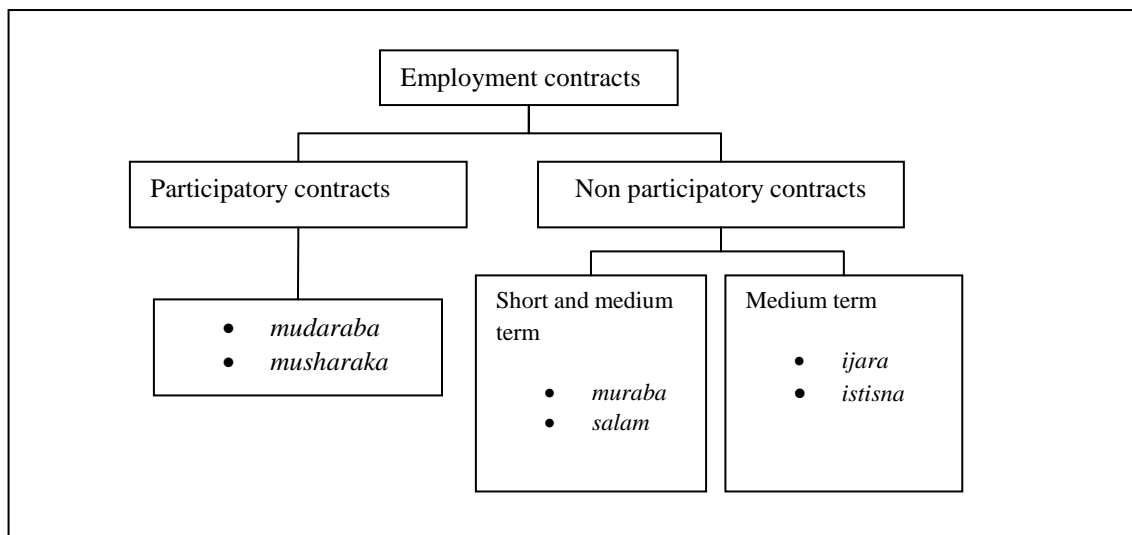 Employment contracts
Participatory contracts
Non participatory contracts
• mudaraba
• musharaka
Short and medium
term
• muraba
• salam
Medium term
• ijara
• istisna